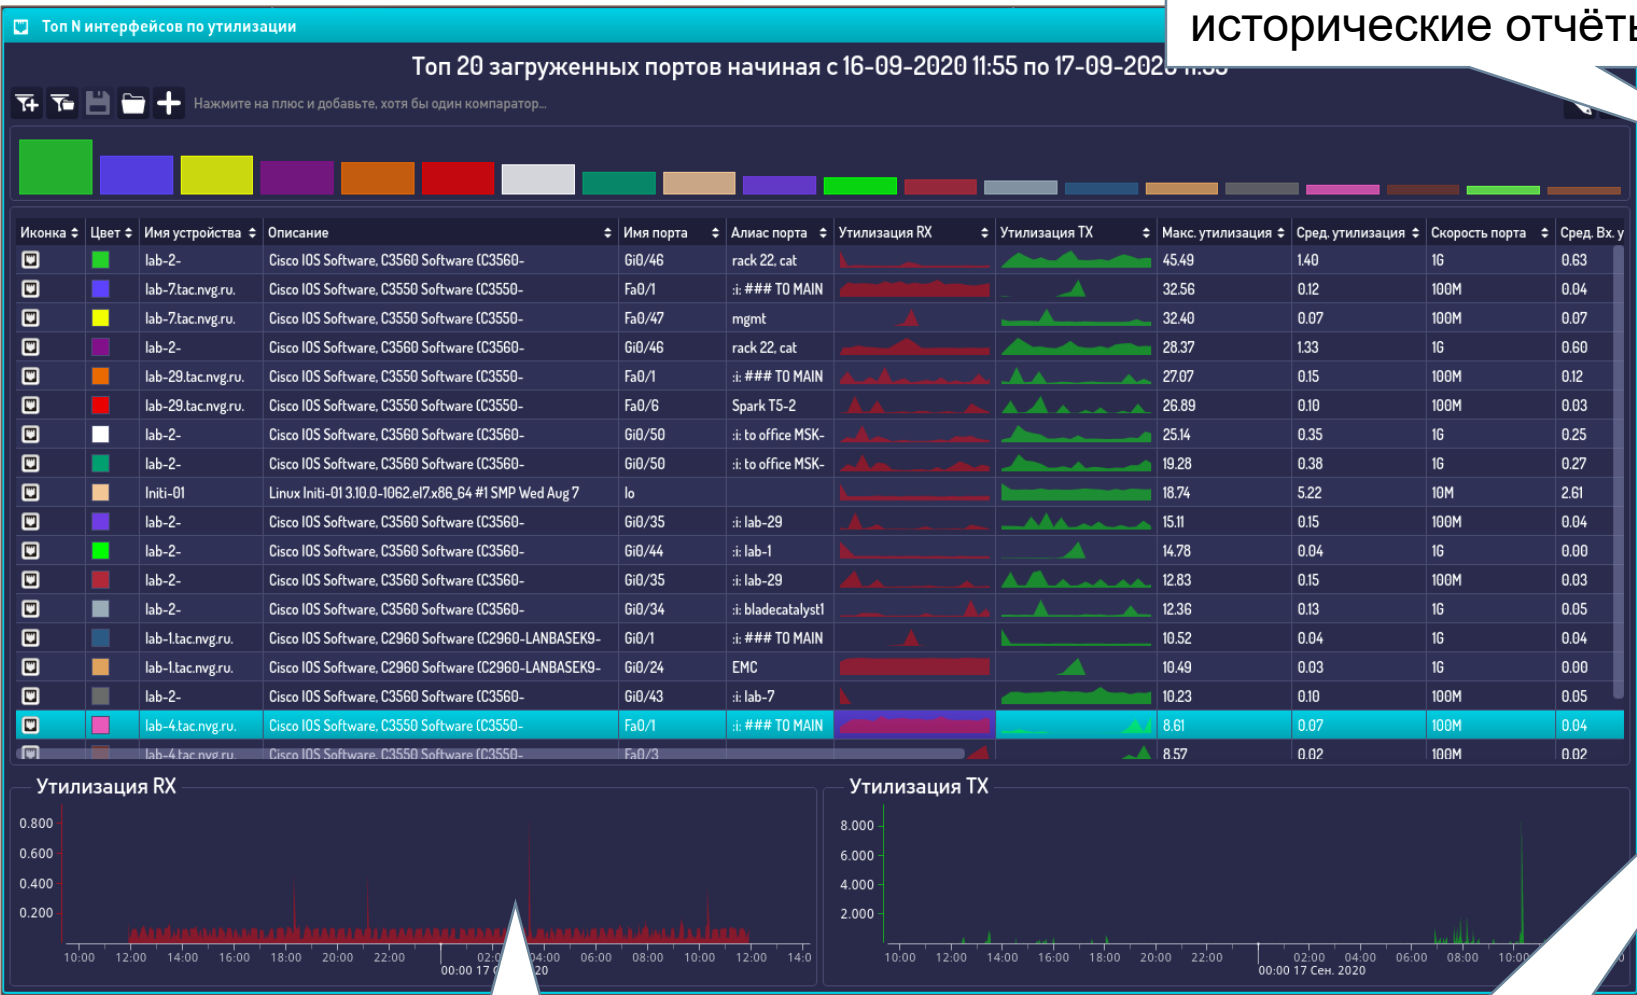 исторические отчёты
Топ N интерфейсов по утилизации
Топ 20 загруженных портов начиная с 16-09-2020 11:55 по 17-09-2020 11:55
Нажмите на плюс и добавьте, хотя бы один компаратор...
Иконка Цвет Имя устройства Описание Имя порта Алиас порта Утилизация RX Утилизация TX Макс. утилизация Сред. утилизация Скорость порта Сред. Вх. у
lab-2- Cisco IOS Software, C3560 Software (C3560- Gi0/46 rack 22, cat 45.49 1.40 1G 0.63
lab-7.tac.nvg.ru. Cisco IOS Software, C3550 Software (C3550- Fa0/1 :i: ### TO MAIN 32.56 0.12 100M 0.04
lab-7.tac.nvg.ru. Cisco IOS Software, C3550 Software (C3550- Fa0/47 mgmt 32.40 0.07 100M 0.07
lab-2- Cisco IOS Software, C3560 Software (C3560- Gi0/46 rack 22, cat 28.37 1.33 1G 0.60
lab-29.tac.nvg.ru. Cisco IOS Software, C3550 Software (C3550- Fa0/1 :i: ### TO MAIN 27.07 0.15 100M 0.12
lab-29.tac.nvg.ru. Cisco IOS Software, C3550 Software (C3550- Fa0/6 Spark T5-2 26.89 0.10 100M 0.03
lab-2- Cisco IOS Software, C3560 Software (C3560- Gi0/50 :i: to office MSK- 25.14 0.35 1G 0.25
lab-2- Cisco IOS Software, C3560 Software (C3560- Gi0/50 :i: to office MSK- 19.28 0.38 1G 0.27
Initi-01 Linux Initi-01 3.10.0-1062.el7.x86_64 #1 SMP Wed Aug 7 lo 18.74 5.22 10M 2.61
lab-2- Cisco IOS Software, C3560 Software (C3560- Gi0/35 :i: lab-29 15.11 0.15 100M 0.04
lab-2- Cisco IOS Software, C3560 Software (C3560- Gi0/44 :i: lab-1 14.78 0.04 1G 0.00
lab-2- Cisco IOS Software, C3560 Software (C3560- Gi0/35 :i: lab-29 12.83 0.15 100M 0.03
lab-2- Cisco IOS Software, C3560 Software (C3560- Gi0/34 :i: bladecatalyst1 12.36 0.13 1G 0.05
lab-1.tac.nvg.ru. Cisco IOS Software, C2960 Software (C2960-LANBASEK9- Gi0/1 :i: ### TO MAIN 10.52 0.04 1G 0.04
lab-1.tac.nvg.ru. Cisco IOS Software, C2960 Software (C2960-LANBASEK9- Gi0/24 EMC 10.49 0.03 1G 0.00
lab-2- Cisco IOS Software, C3560 Software (C3560- Gi0/43 :i: lab-7 10.23 0.10 100M 0.05
lab-4.tac.nvg.ru. Cisco IOS Software, C3550 Software (C3550- Fa0/1 :i: ### TO MAIN 8.61 0.07 100M 0.04
lab-4.tac.nvg.ru. Cisco IOS Software, C3550 Software (C3550- Fa0/3 8.57 0.02 100M 0.02
Утилизация RX
0.800
0.600
0.400
0.200
10:00 12:00 14:00 16:00 18:00 20:00 22:00 02:0 04:00 06:00 08:00 10:00 12:00 14:0
00:00 17 20
Утилизация TX
8.000
6.000
4.000
2.000
10:00 12:00 14:00 16:00 18:00 20:00 22:00 02:00 04:00 06:00 08:00 10:00
00:00 17 Сен. 2020